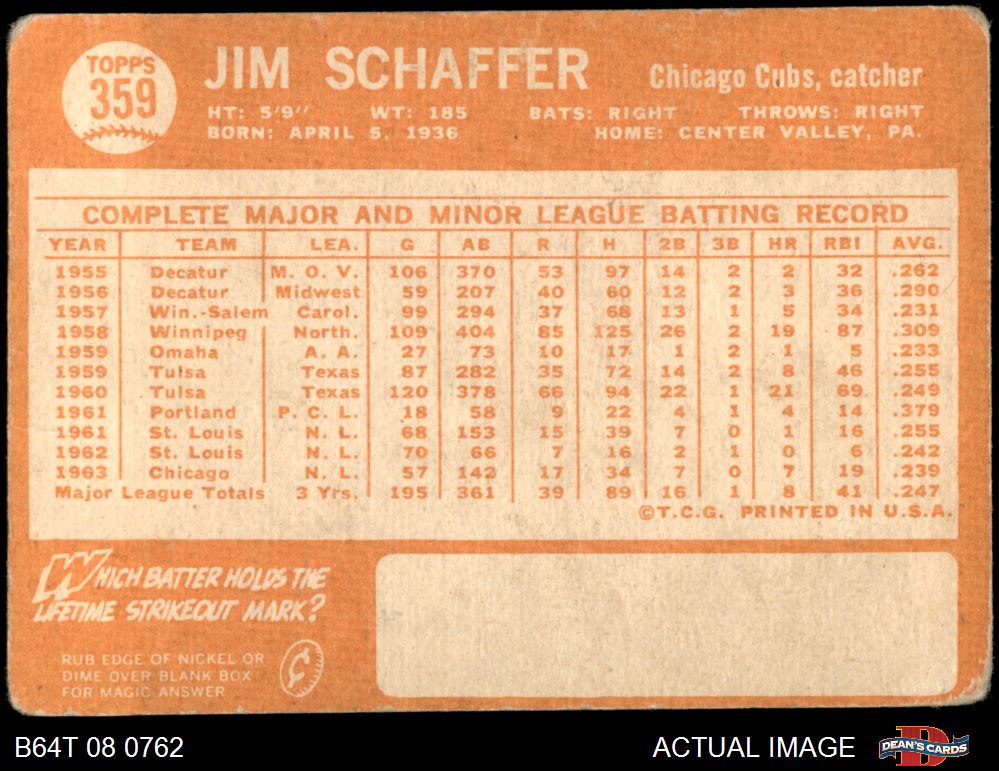 TOPPS
359
JIM SCHAFFER
Chicago Cubs, catcher
HT: 5'9" WT: 185 BATS: RIGHT THROWS: RIGHT
BORN: APRIL 5, 1936 HOME: CENTER VALLEY, PA.
COMPLETE MAJOR AND MINOR LEAGUE BATTING RECORD
YEAR TEAM LEA. G AB R H 2B 3B HR RBI AVG.
1955 Decatur M. O. V. 106 370 53 97 14 2 2 32 .262
1956 Decatur Midwest 59 207 40 60 12 2 3 36 .290
1957 Win.-Salem Carol. 99 294 37 68 13 1 5 34 .231
1958 Winnipeg North. 109 404 85 125 26 2 19 87 .309
1959 Omaha A. A. 27 73 10 17 1 2 1 5 .233
1959 Tulsa Texas 87 282 35 72 14 2 8 46 .255
1960 Tulsa Texas 120 378 66 94 22 1 21 69 .249
1961 Portland P. C. L. 18 58 9 22 4 1 4 14 .379
1961 St. Louis N. L. 68 153 15 39 7 0 1 16 .255
1962 St. Louis N. L. 70 66 7 16 2 1 0 6 .242
1963 Chicago N. L. 57 142 17 34 7 0 7 19 .239
Major League Totals 3 Yrs. 195 361 39 89 16 1 8 41 .247
©T.C.G. PRINTED IN U.S.A.
WHICH BATTER HOLDS THE
LIFETIME STRIKEOUT MARK?
RUB EDGE OF NICKEL OR
DIME OVER BLANK BOX
FOR MAGIC ANSWER
¢
B64T 08 0762
ACTUAL IMAGE
DEAN'S CARDS